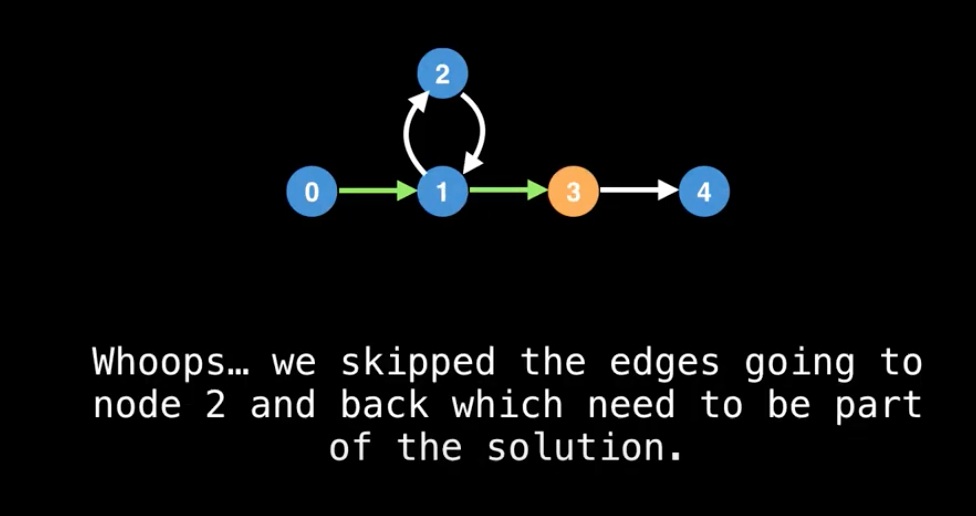 2
0 1 3 4
Whoops… we skipped the edges going to
node 2 and back which need to be part
of the solution.